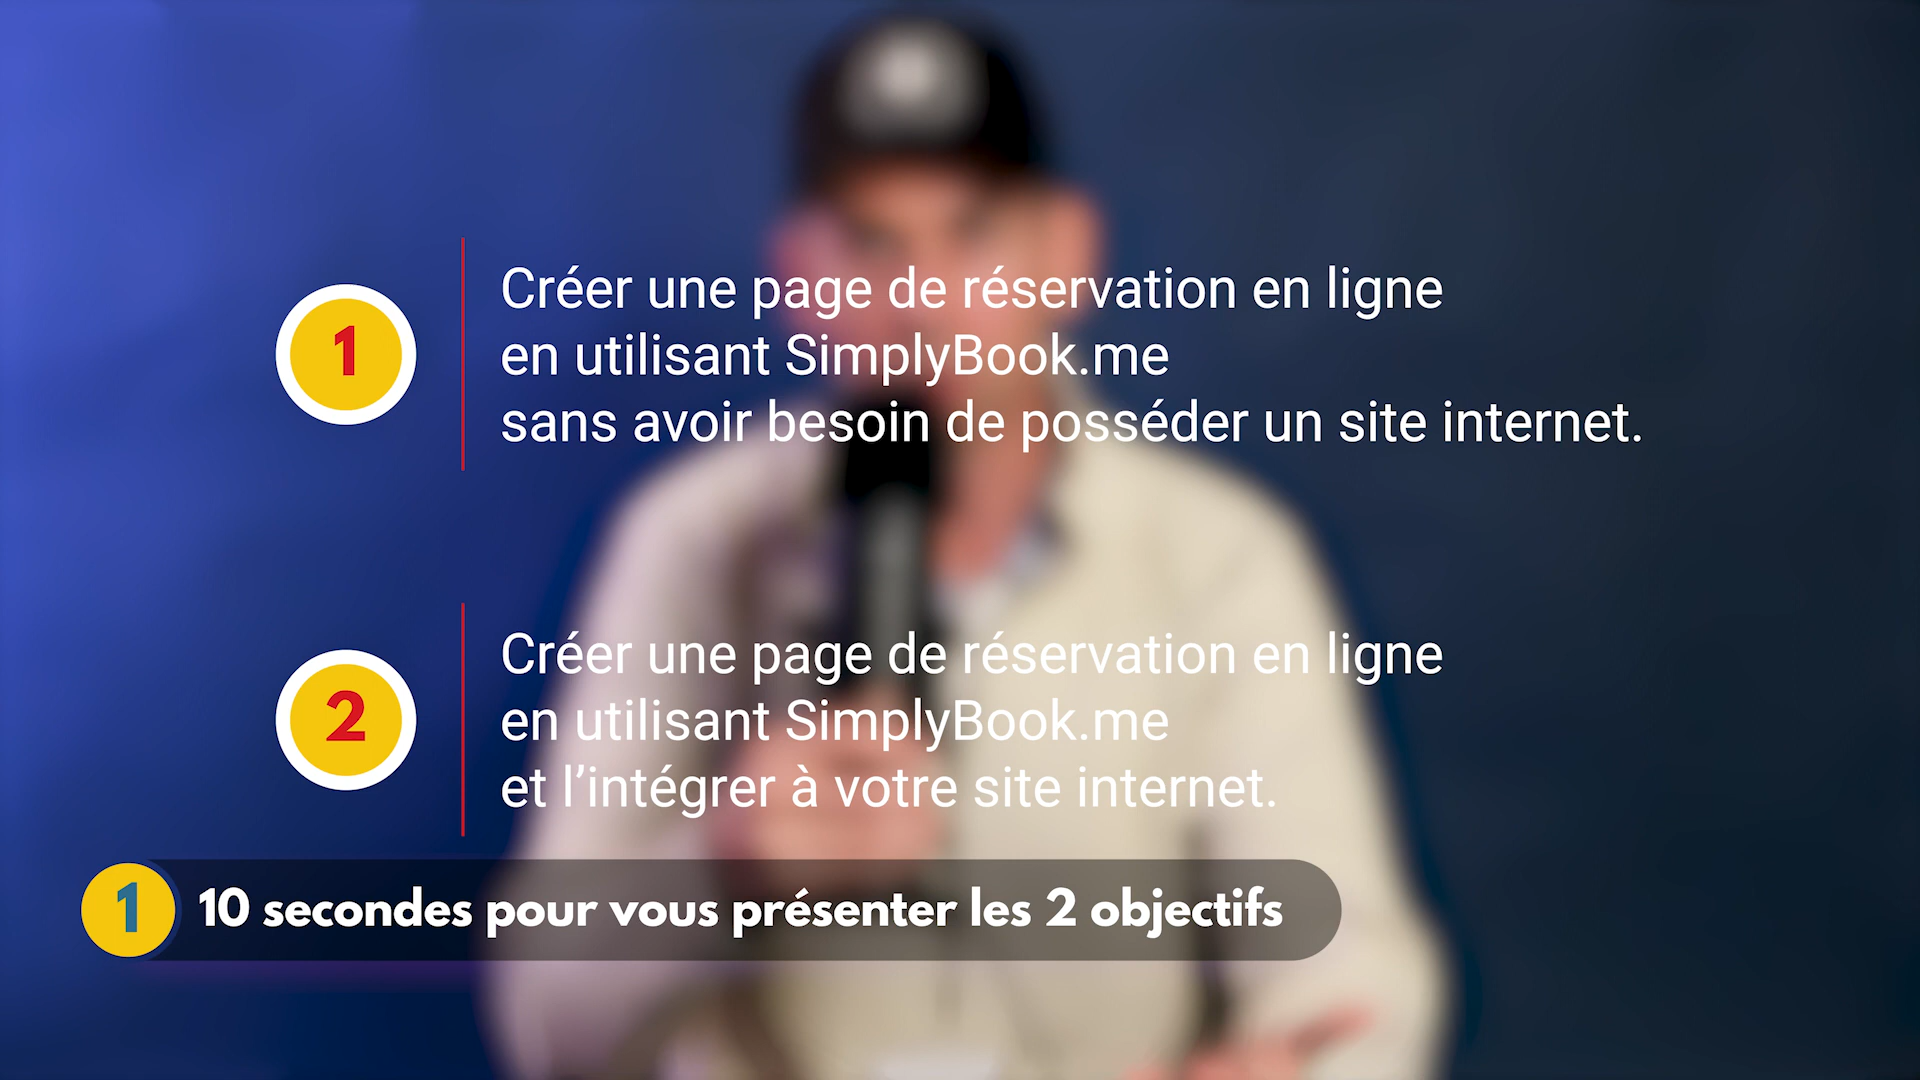 1
Créer une page de réservation en ligne
en utilisant SimplyBook.me
sans avoir besoin de posséder un site internet.
2
Créer une page de réservation en ligne
en utilisant SimplyBook.me
et l’intégrer à votre site internet.
1 10 secondes pour vous présenter les 2 objectifs